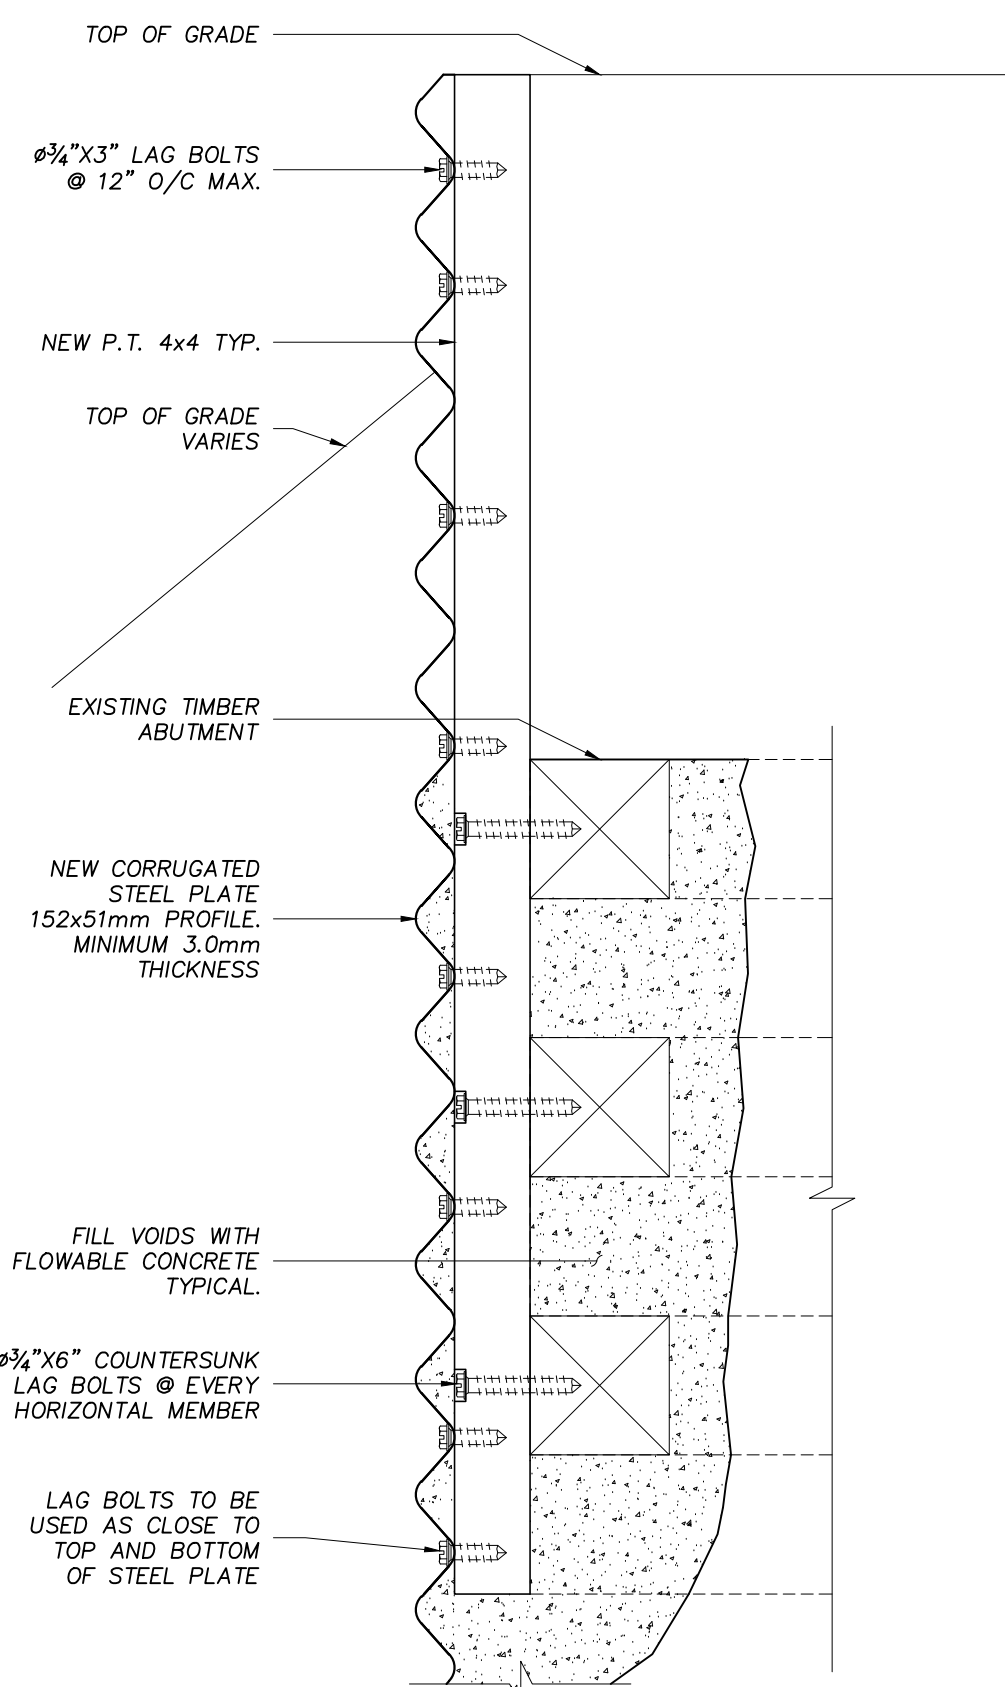 TOP OF GRADE
ø¾"X3" LAG BOLTS
@ 12" O/C MAX.
NEW P.T. 4x4 TYP.
TOP OF GRADE
VARIES
EXISTING TIMBER
ABUTMENT
NEW CORRUGATED
STEEL PLATE
152x51mm PROFILE.
MINIMUM 3.0mm
THICKNESS
FILL VOIDS WITH
FLOWABLE CONCRETE
TYPICAL.
ø¾"X6" COUNTERSUNK
LAG BOLTS @ EVERY
HORIZONTAL MEMBER
LAG BOLTS TO BE
USED AS CLOSE TO
TOP AND BOTTOM
OF STEEL PLATE